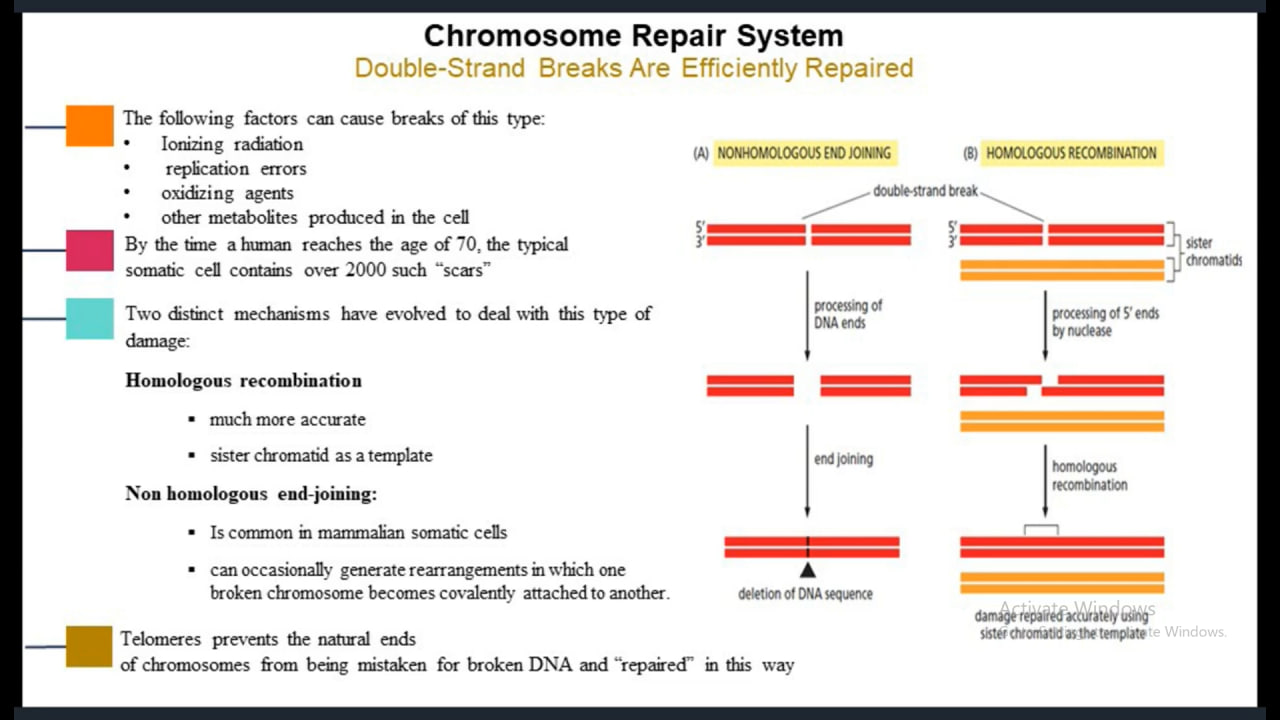 Chromosome Repair System
Double-Strand Breaks Are Efficiently Repaired
The following factors can cause breaks of this type:
• Ionizing radiation
• replication errors
• oxidizing agents
• other metabolites produced in the cell
By the time a human reaches the age of 70, the typical
somatic cell contains over 2000 such “scars”
Two distinct mechanisms have evolved to deal with this type of
damage:
Homologous recombination
▪ much more accurate
▪ sister chromatid as a template
Non homologous end-joining:
▪ Is common in mammalian somatic cells
▪ can occasionally generate rearrangements in which one
broken chromosome becomes covalently attached to another.
Telomeres prevents the natural ends
of chromosomes from being mistaken for broken DNA and “repaired” in this way
(A) NONHOMOLOGOUS END JOINING
(B) HOMOLOGOUS RECOMBINATION
double-strand break
5′
3′
5′
3′
sister
chromatids
processing of
DNA ends
processing of 5′ ends
by nuclease
end joining
homologous
recombination
deletion of DNA sequence
damage repaired accurately using
sister chromatid as the template
Activate Windows
Windows.